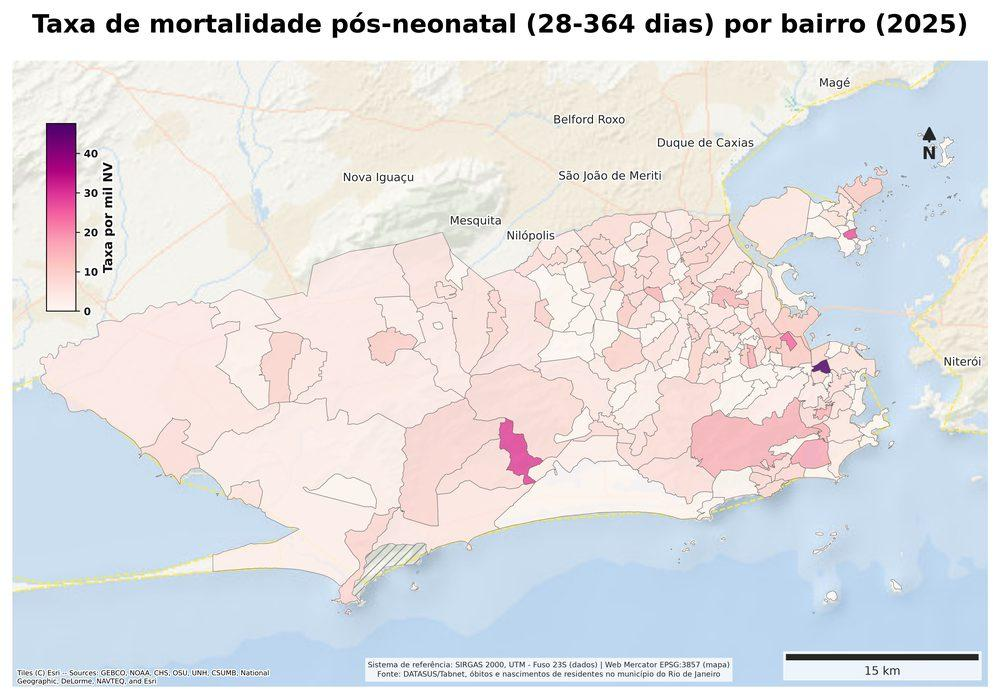 Taxa de mortalidade pós-neonatal (28-364 dias) por bairro (2025)
Magé
Belford Roxo
Duque de Caxias
São João de Meriti
Nova Iguaçu
Mesquita
Nilópolis
Niterói
N
40
30
20
10
0
Taxa por mil NV
Tiles (C) Esri -- Sources: GEBCO, NOAA, CHS, OSU, UNH, CSUMB, National
Geographic, DeLorme, NAVTEQ, and Esri
Sistema de referência: SIRGAS 2000, UTM - Fuso 23S (dados) | Web Mercator EPSG:3857 (mapa)
Fonte: DATASUS/Tabnet, óbitos e nascimentos de residentes no município do Rio de Janeiro
15 km